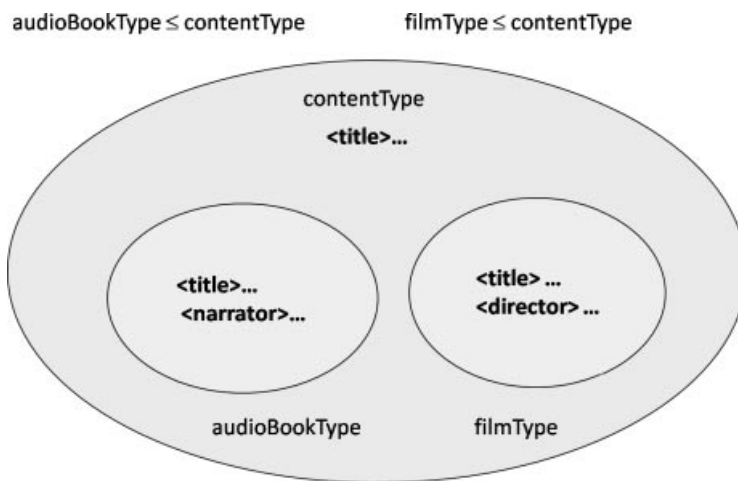 audioBookType ≤ contentType filmType ≤ contentType
contentType
<title>...
<title>...
<narrator>...
<title> ...
<director> ...
audioBookType filmType